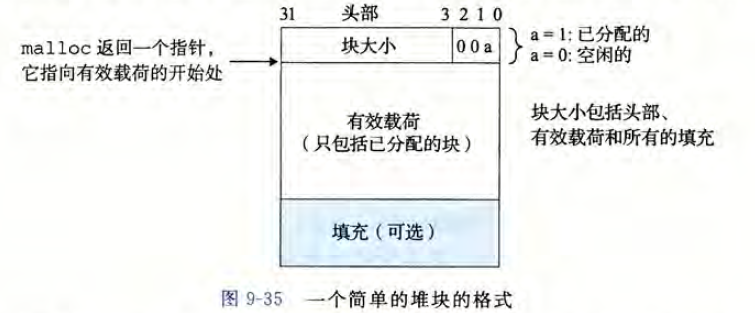 31 头部 3 2 1 0
块大小 0 0 a
a = 1: 已分配的
a = 0: 空闲的
malloc 返回一个指针,
它指向有效载荷的开始处
有效载荷
(只包括已分配的块)
块大小包括头部、
有效载荷和所有的填充
填充(可选)
图 9-35 一个简单的堆块的格式